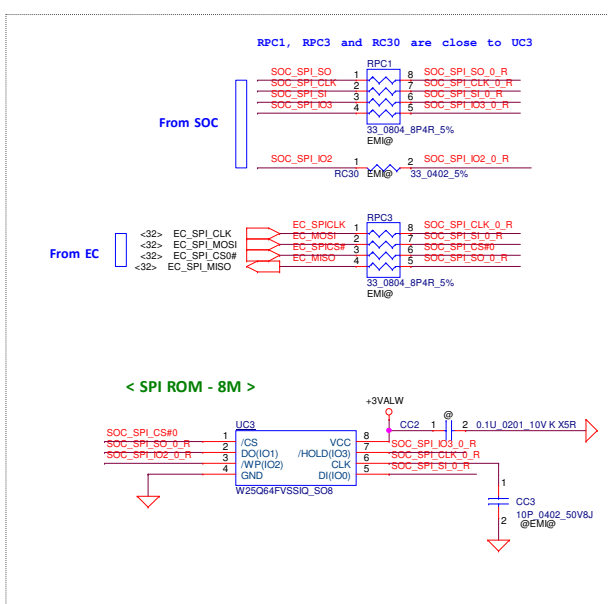 RPC1, RPC3 and RC30 are close to UC3
RPC1
SOC_SPI_SO 1 8 SOC_SPI_SO_0_R
SOC_SPI_CLK 2 7 SOC_SPI_CLK_0_R
SOC_SPI_SI 3 6 SOC_SPI_SI_0_R
SOC_SPI_IO3 4 5 SOC_SPI_IO3_0_R
From SOC
33_0804_8P4R_5%
EMI@
SOC_SPI_IO2 1 2 SOC_SPI_IO2_0_R
RC30 EMI@ 33_0402_5%
RPC3
From EC
<32> EC_SPI_CLK EC_SPICLK 1 8 SOC_SPI_CLK_0_R
<32> EC_SPI_MOSI EC_MOSI 2 7 SOC_SPI_SI_0_R
<32> EC_SPI_CS0# EC_SPICS# 3 6 SOC_SPI_CS#0
<32> EC_SPI_MISO EC_MISO 4 5 SOC_SPI_SO_0_R
33_0804_8P4R_5%
EMI@
< SPI ROM - 8M >
+3VALW
@
UC3
CC2 1 2 0.1U_0201_10V K X5R
SOC_SPI_CS#0 1 /CS VCC 8
SOC_SPI_SO_0_R 2 DO(IO1) /HOLD(IO3) 7 SOC_SPI_IO3_0_R
SOC_SPI_IO2_0_R 3 /WP(IO2) CLK 6 SOC_SPI_CLK_0_R
4 GND DI(IO0) 5 SOC_SPI_SI_0_R
W25Q64FVSSIQ_SO8
1
CC3
10P_0402_50V8J
2 @EMI@